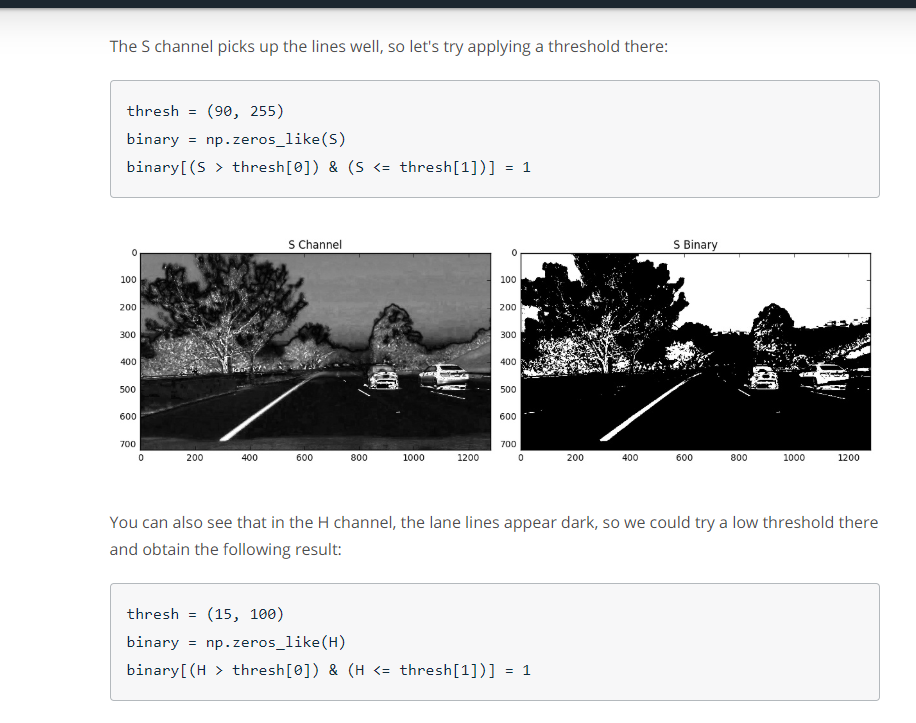 The S channel picks up the lines well, so let's try applying a threshold there:
thresh = (90, 255)
binary = np.zeros_like(S)
binary[(S > thresh[0]) & (S <= thresh[1])] = 1
S Channel
0
100
200
300
400
500
600
700
0 200 400 600 800 1000 1200
S Binary
0
100
200
300
400
500
600
700
0 200 400 600 800 1000 1200
You can also see that in the H channel, the lane lines appear dark, so we could try a low threshold there
and obtain the following result:
thresh = (15, 100)
binary = np.zeros_like(H)
binary[(H > thresh[0]) & (H <= thresh[1])] = 1